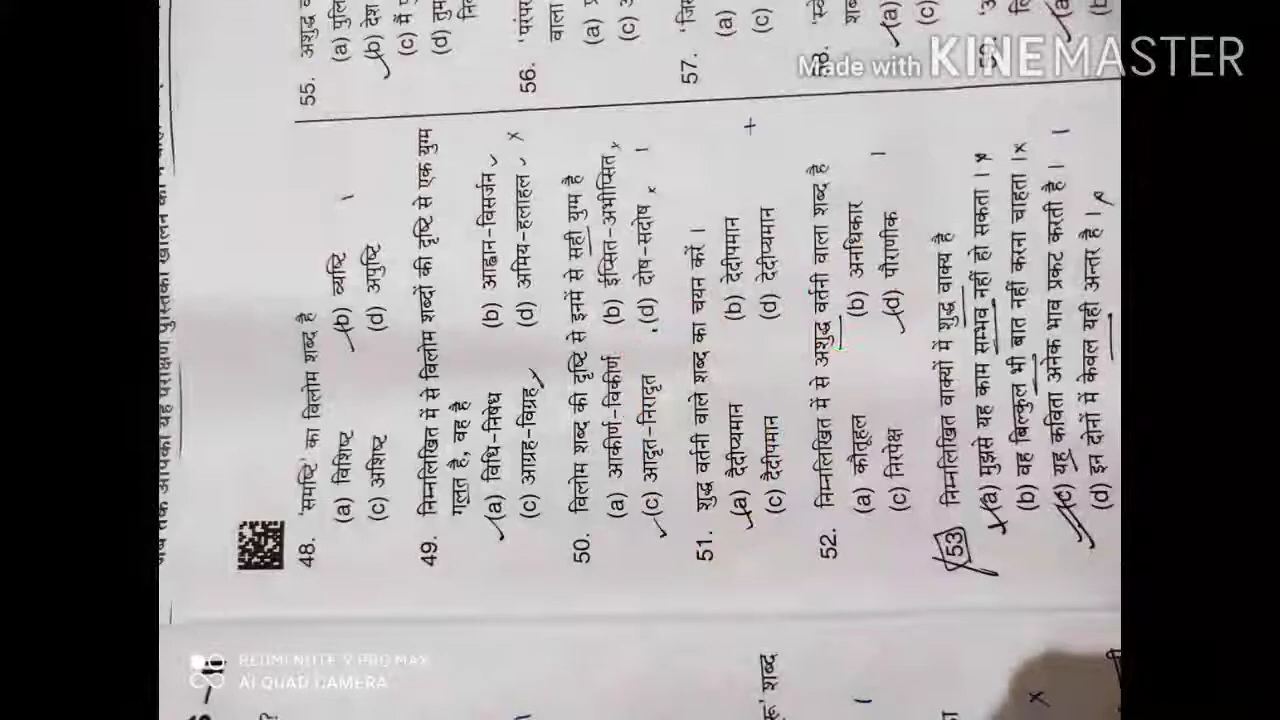 48. 'समष्टि' का विलोम शब्द है
(a) विशिष्ट (b) व्यष्टि
(c) अशिष्ट (d) अपुष्टि
49. निम्नलिखित में से विलोम शब्दों की दृष्टि से एक युग्म
गलत है, वह है
(a) विधि-निषेध (b) आह्वान-विसर्जन
(c) आग्रह-विग्रह (d) अमिय-हलाहल
50. विलोम शब्द की दृष्टि से इनमें से सही युग्म है
(a) आकीर्ण-विकीर्ण (b) ईप्सित-अभीप्सित
(c) आदृत-निरादृत (d) दोष-सदोष
51. शुद्ध वर्तनी वाले शब्द का चयन करें ।
(a) दैदीप्यमान (b) देदीपमान
(c) दैदीपमान (d) देदीप्यमान
52. निम्नलिखित में से अशुद्ध वर्तनी वाला शब्द है
(a) कौतूहल (b) अनधिकार
(c) निरपेक्ष (d) पौराणीक
53 निम्नलिखित वाक्यों में शुद्ध वाक्य है
(a) मुझसे यह काम सम्भव नहीं हो सकता ।
(b) वह बिल्कुल भी बात नहीं करना चाहता ।
(c) यह कविता अनेक भाव प्रकट करती है ।
(d) इन दोनों में केवल यही अन्तर है ।
55. अशुद्ध
(a)
(b) देश
(c) मैं
(d) तुम
56.
वाला
(a)
(c)
57.
(a)
(c)
(a)
(c)
59.
शब्द
Made with KINEMASTER
REDMI NOTE 9 PRO MAX
AI QUAD CAMERA